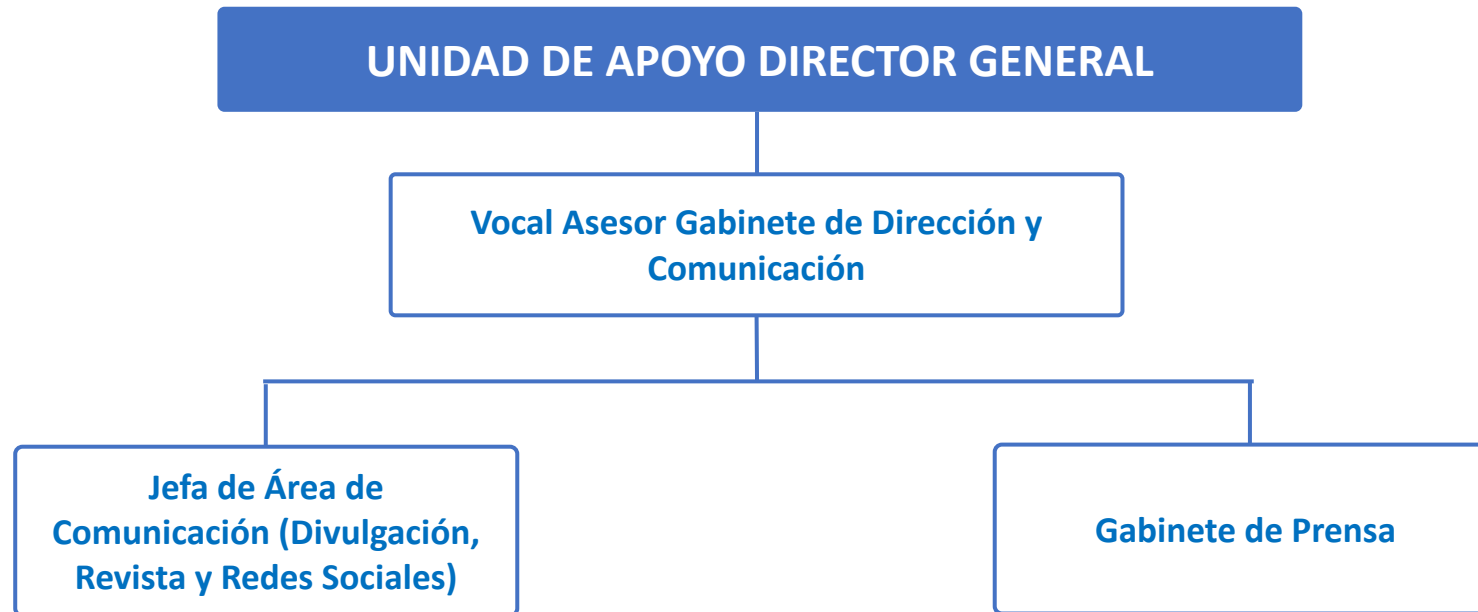 UNIDAD DE APOYO DIRECTOR GENERAL
Vocal Asesor Gabinete de Dirección y
Comunicación
Jefa de Área de
Comunicación (Divulgación,
Revista y Redes Sociales)
Gabinete de Prensa